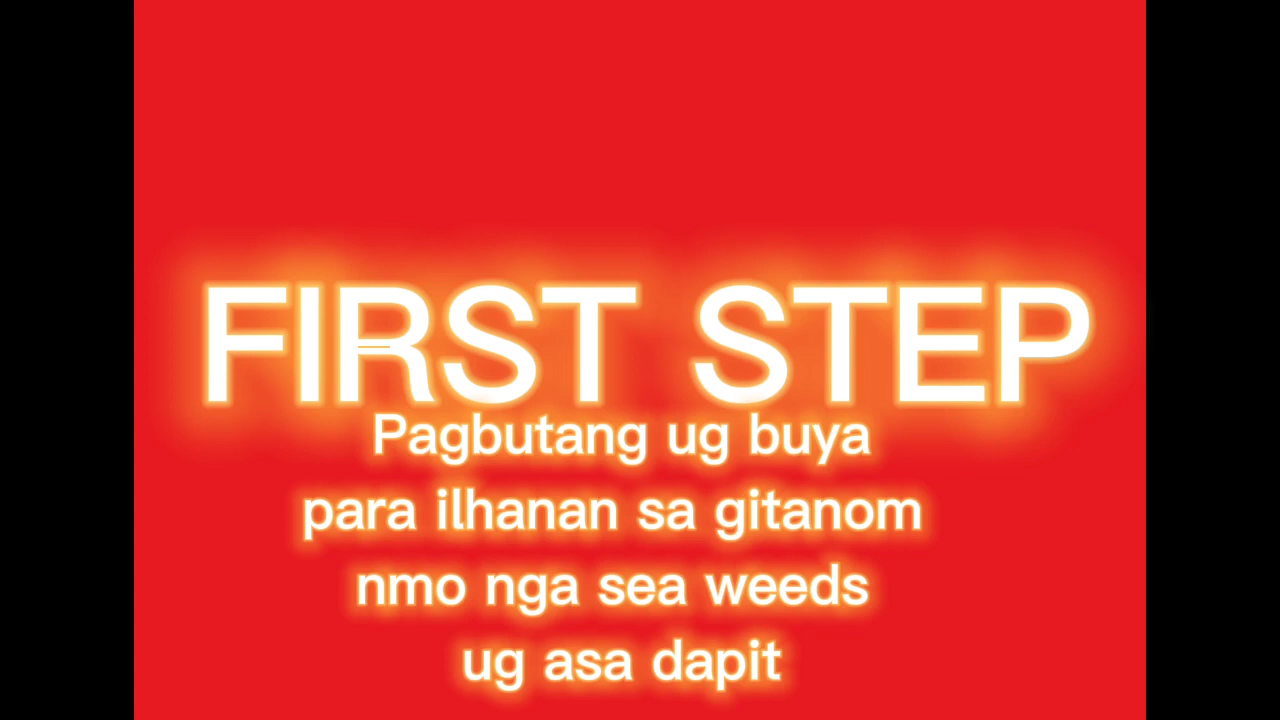 FIRST STEP
Pagbutang ug buya
para ilhanan sa gitanom
nmo nga sea weeds
ug asa dapit